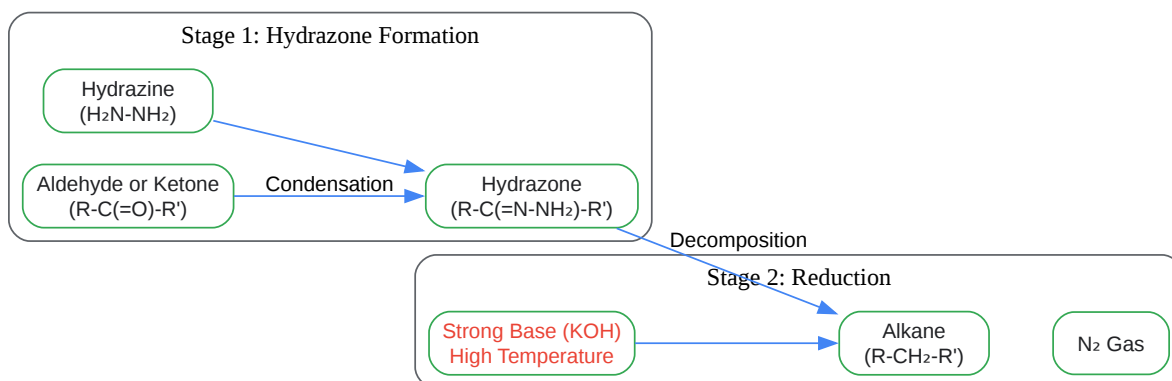 Stage 1: Hydrazone Formation
Hydrazine
(H₂N-NH₂)
Aldehyde or Ketone
(R-C(=O)-R')
Condensation
Hydrazone
(R-C(=N-NH₂)-R')
Decomposition
Stage 2: Reduction
Strong Base (KOH)
High Temperature
Alkane
(R-CH₂-R')
N₂ Gas